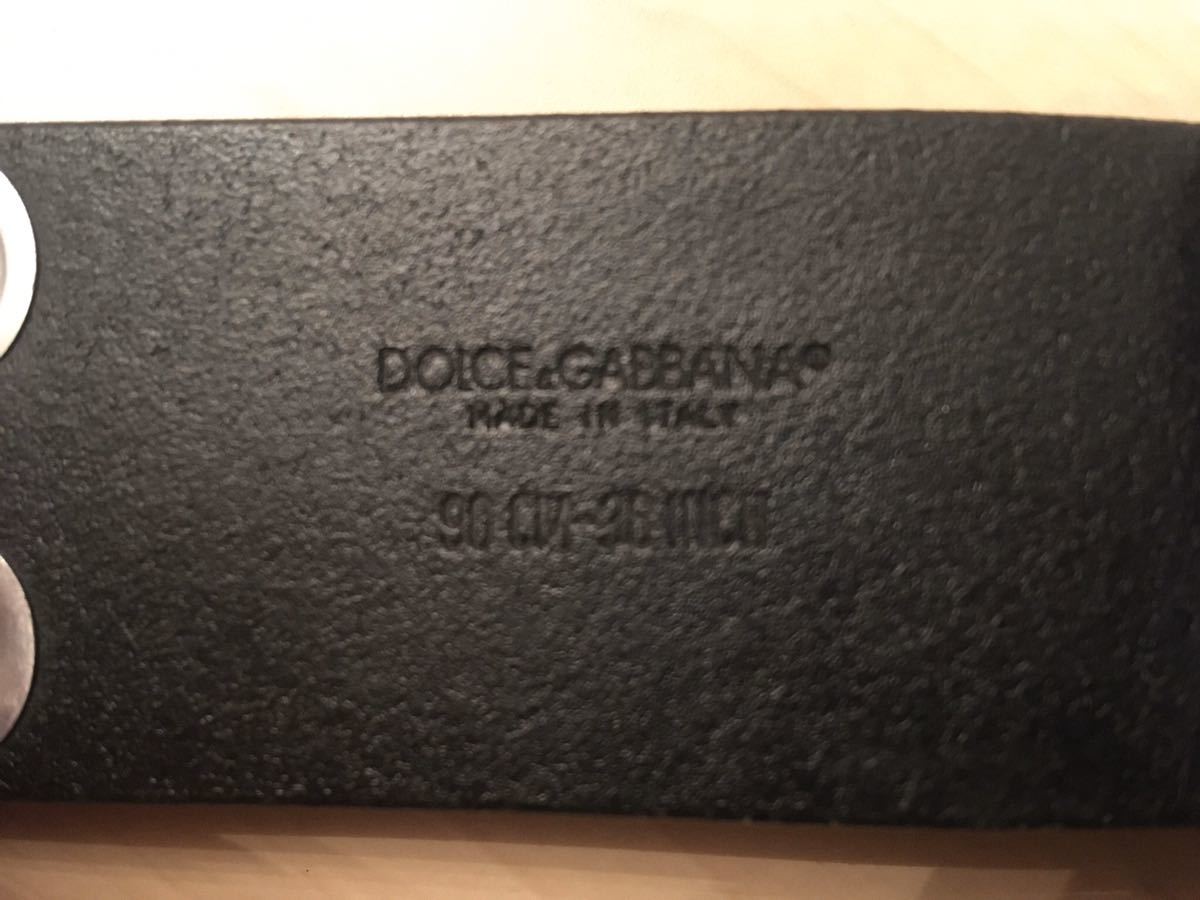 DOLCE&GABBANA®
MADE IN ITALY
90 CM-36 INCH